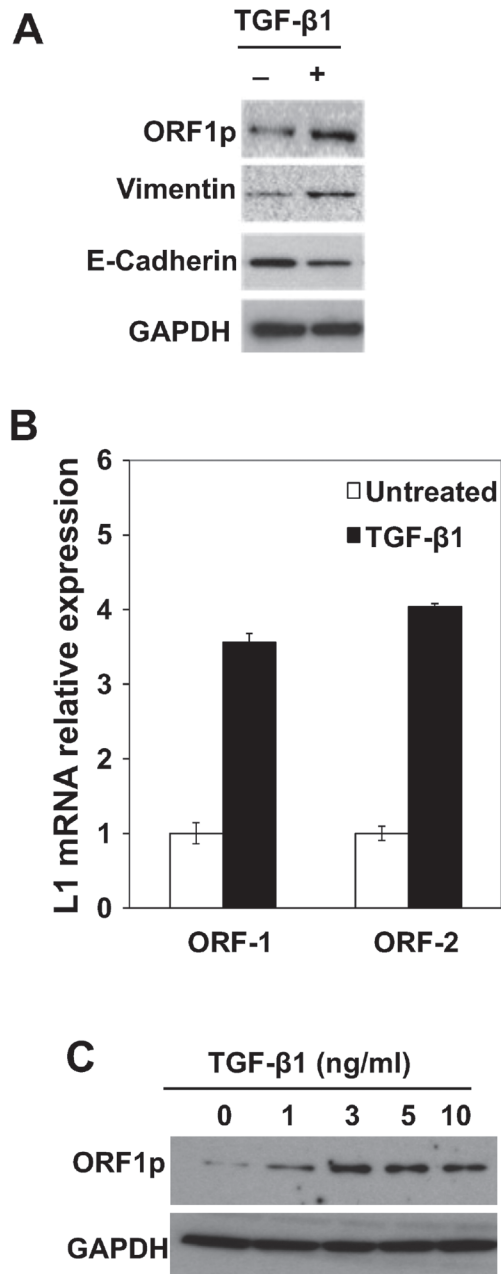 A
TGF-β1
– +
ORF1p
Vimentin
E-Cadherin
GAPDH
B
L1 mRNA relative expression
6
5
4
3
2
1
0
Untreated
TGF-β1
ORF-1 ORF-2
C
TGF-β1 (ng/ml)
0 1 3 5 10
ORF1p
GAPDH